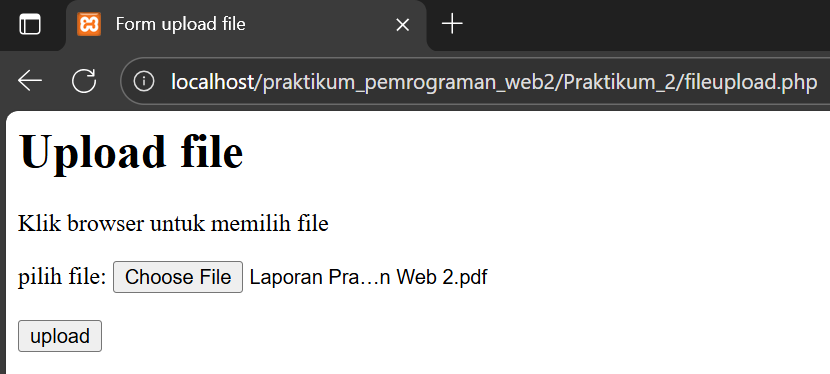 Form upload file
localhost/praktikum_pemrograman_web2/Praktikum_2/fileupload.php
Upload file
Klik browser untuk memilih file
pilih file: Choose File Laporan Pra…n Web 2.pdf
upload